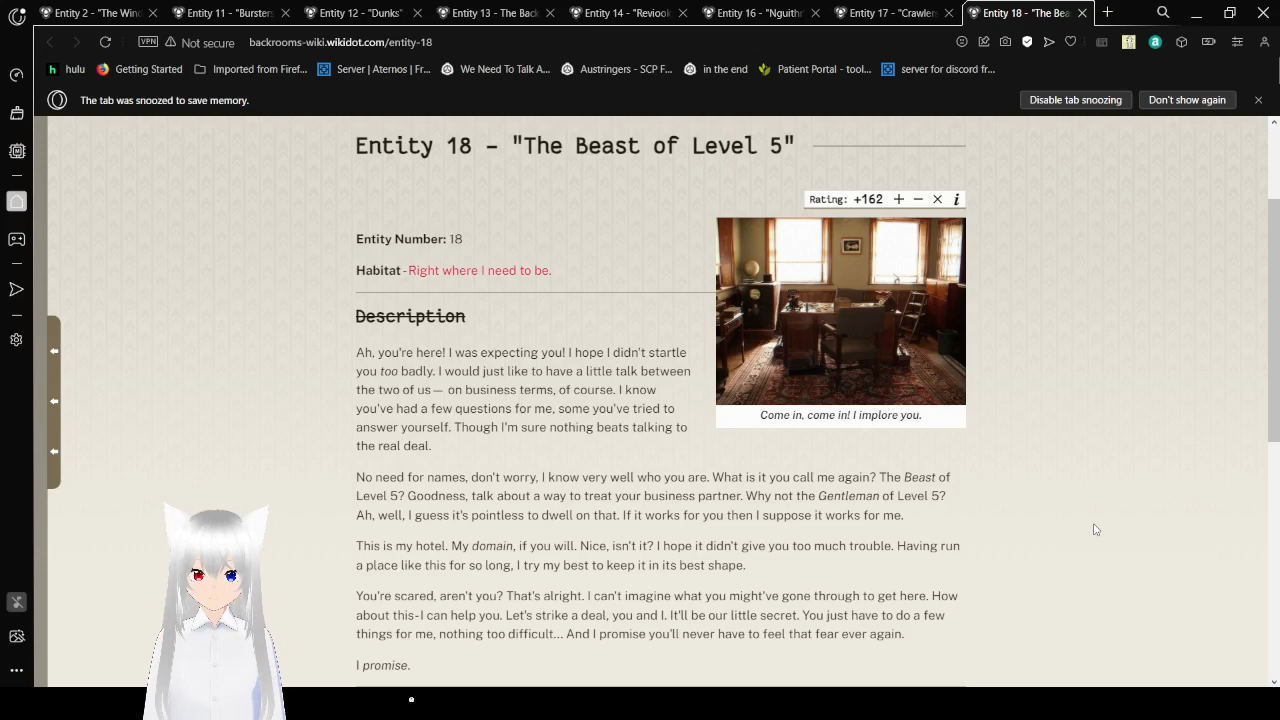 Entity 2 - "The Wind
Entity 11 - "Bursters
Entity 12 - "Dunks"
Entity 13 - The Back
Entity 14 - "Reviook
Entity 16 - "Nguithr
Entity 17 - "Crawlers
Entity 18 - "The Bea
VPN
Not secure
backrooms-wiki.wikidot.com/entity-18
hulu
Getting Started
Imported from Firef...
Server | Aternos | Fr...
We Need To Talk A...
Austringers - SCP F...
in the end
Patient Portal - tool...
server for discord fr...
The tab was snoozed to save memory.
Disable tab snoozing
Don't show again
Entity 18 – "The Beast of Level 5"
Rating: +162 + − × i
Entity Number: 18
Habitat - Right where I need to be.
Description
Ah, you're here! I was expecting you! I hope I didn't startle
you too badly. I would just like to have a little talk between
the two of us— on business terms, of course. I know
you've had a few questions for me, some you've tried to
answer yourself. Though I'm sure nothing beats talking to
the real deal.
Come in, come in! I implore you.
No need for names, don't worry, I know very well who you are. What is it you call me again? The Beast of
Level 5? Goodness, talk about a way to treat your business partner. Why not the Gentleman of Level 5?
Ah, well, I guess it's pointless to dwell on that. If it works for you then I suppose it works for me.
This is my hotel. My domain, if you will. Nice, isn't it? I hope it didn't give you too much trouble. Having run
a place like this for so long, I try my best to keep it in its best shape.
You're scared, aren't you? That's alright. I can't imagine what you might've gone through to get here. How
about this- I can help you. Let's strike a deal, you and I. It'll be our little secret. You just have to do a few
things for me, nothing too difficult... And I promise you'll never have to feel that fear ever again.
I promise.